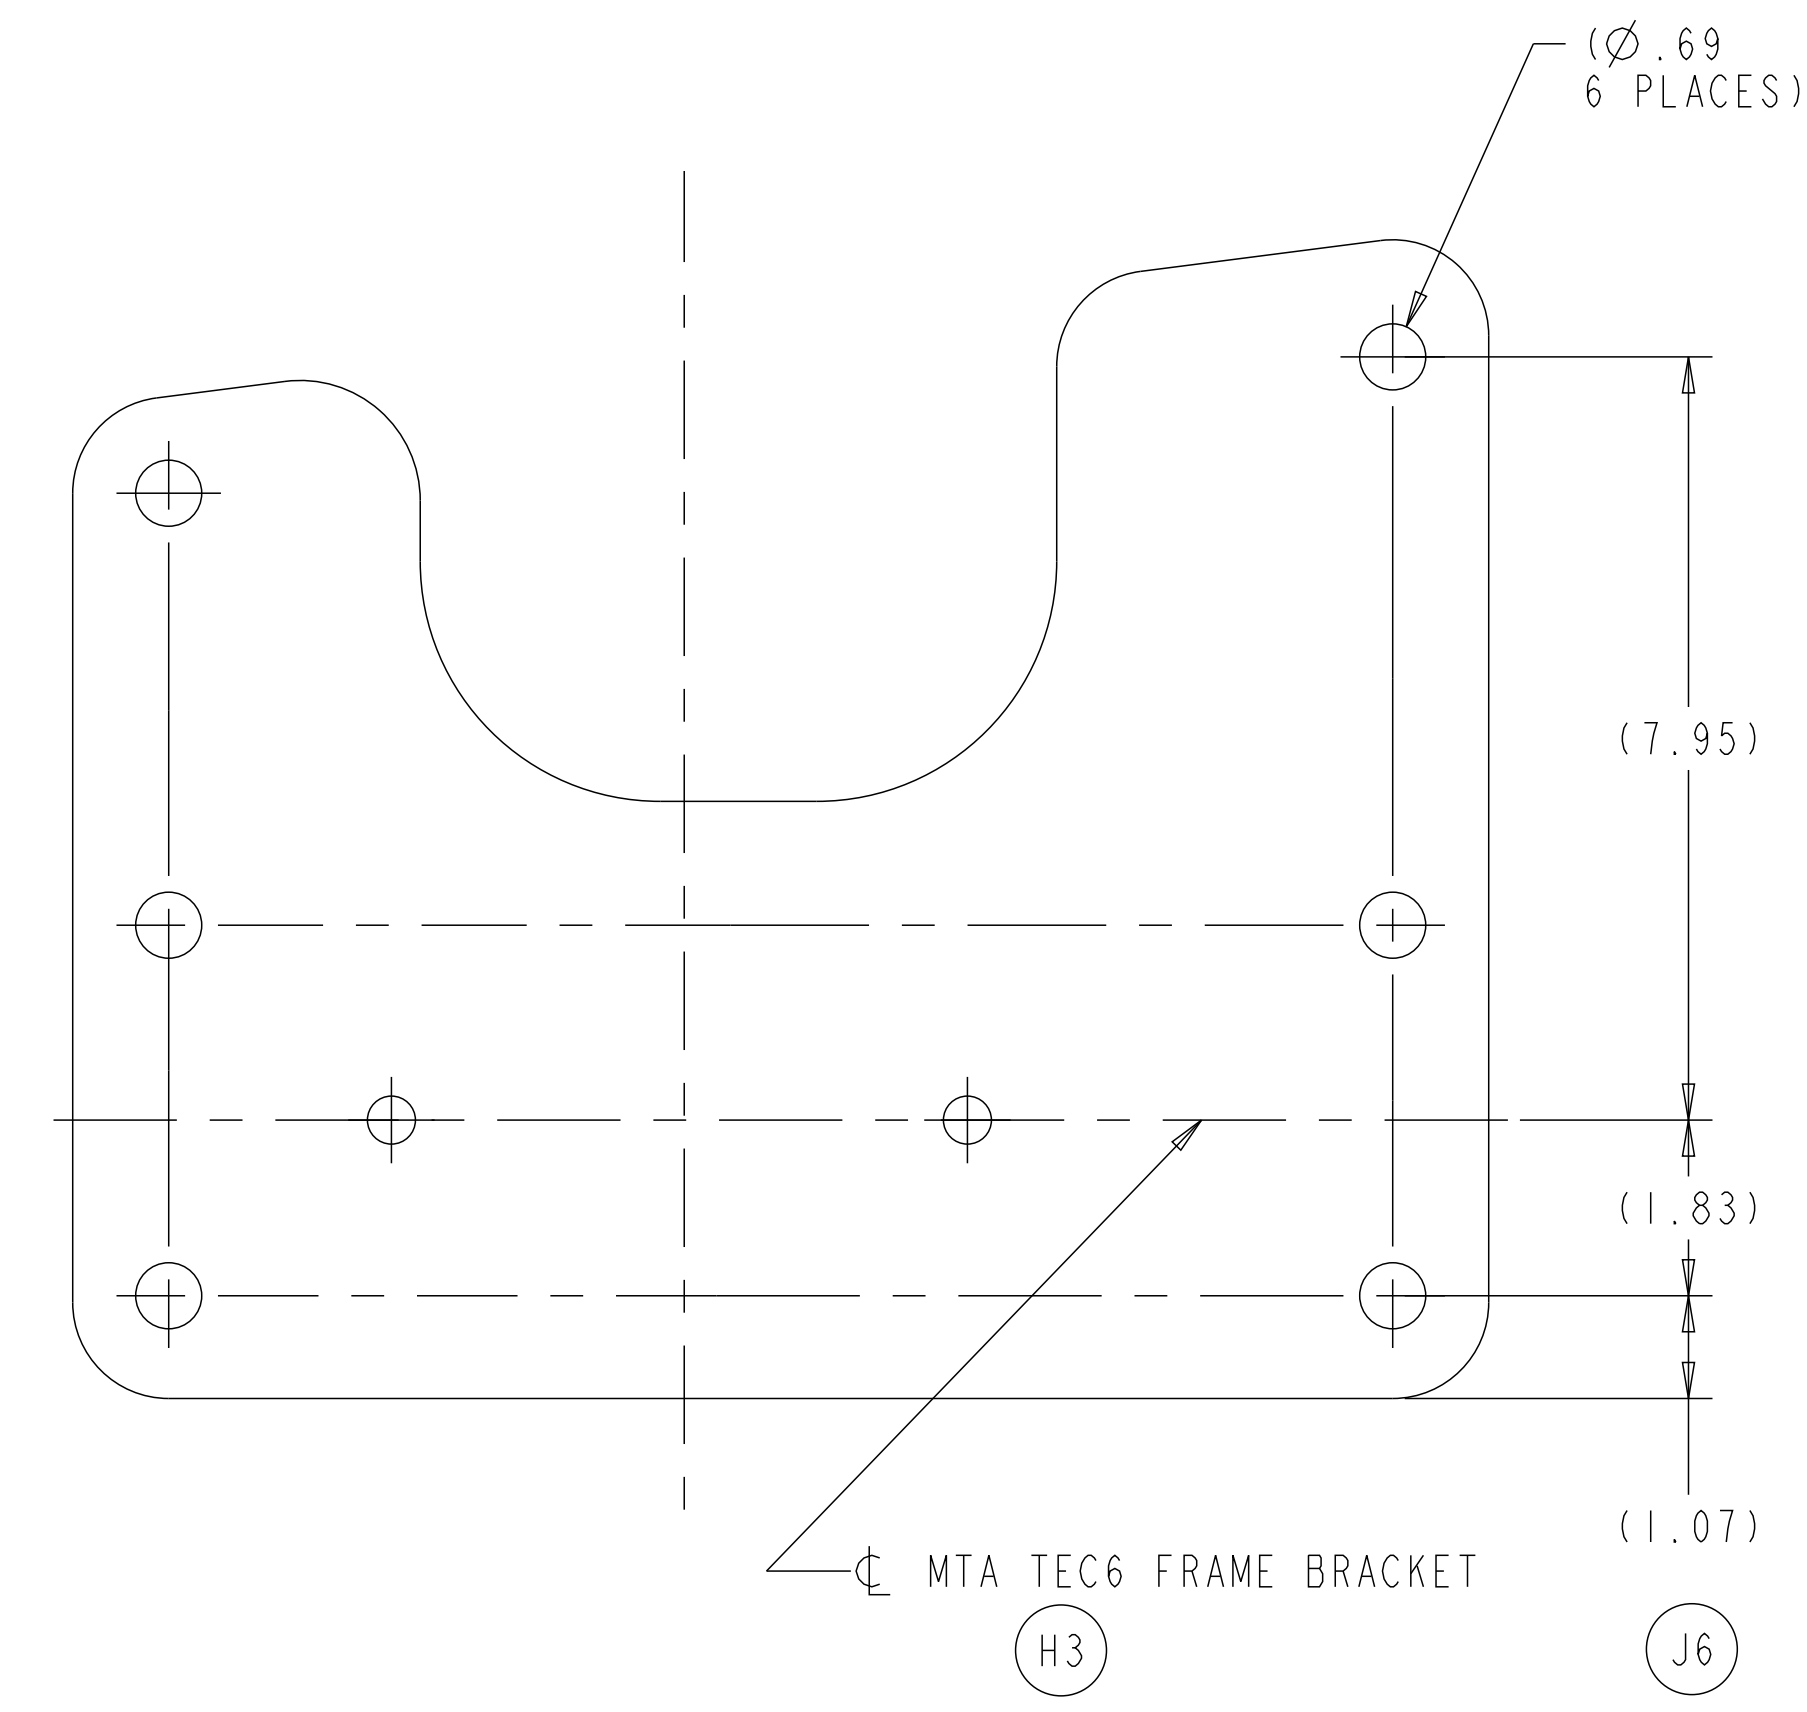 (Ø.69
6 PLACES)
(7.95)
(1.83)
(1.07)
℄ MTA TEC6 FRAME BRACKET
H3
J6